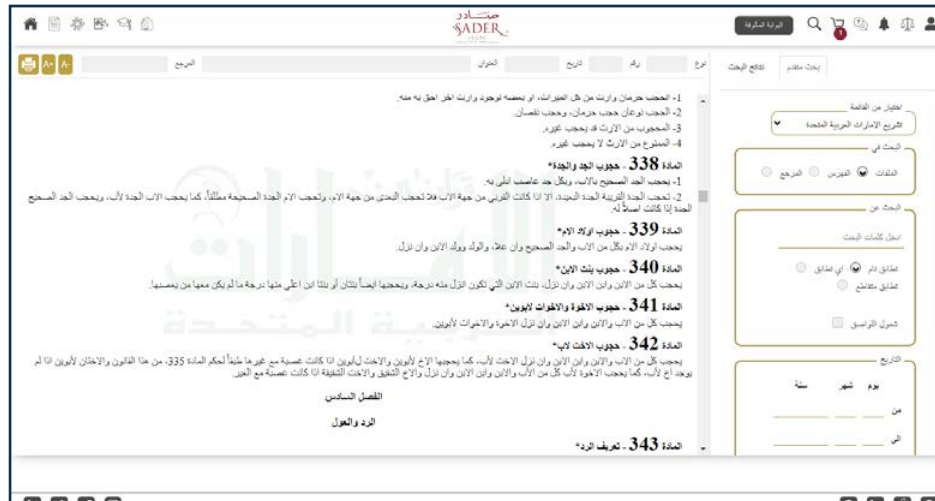 صادر
SADER
البوابة المألوفة
نوع
رقم
تاريخ
العنوان
المرجع
A+
A-
بحث متقدم
نتائج البحث
اختيار من القائمة
تشريع الإمارات العربية المتحدة
البحث في
الملفات
الفهرس
المرجع
البحث عن
ادخل كلمات البحث
تطابق تام
اي تطابق
تطابق متقاطع
شمول اللواصق
التاريخ
يوم
شهر
سنة
من
الى
1- الحجب حرمان وارث من كل الميراث، او بعضه لوجود وارث اخر احق به منه.
2- الحجب نوعان حجب حرمان، وحجب نقصان.
3- المحجوب من الارث قد يحجب غيره.
4- الممنوع من الارث لا يحجب غيره.
المادة 338 - حجوب الجد والجدة*
1- يحجب الجد الصحيح بالاب، وبكل جد عاصب ادلى به.
2- تحجب الجدة القريبة الجدة البعيدة، الا اذا كانت القربى من جهة الاب فلا تحجب البعدى من جهة الام، وتحجب الام الجدة الصحيحة مطلقاً، كما يحجب الاب الجدة لأب، ويحجب الجد الصحيح
الجدة إذا كانت اصلاً له.
المادة 339 - حجوب اولاد الام*
يحجب اولاد الام بكل من الاب والجد الصحيح وان علا، والولد وولد الابن وان نزل.
المادة 340 - حجوب بنت الابن*
يحجب كل من الابن وابن الابن وان نزل، بنت الابن التي تكون انزل منه درجة، ويحجبها ايضاً بنتان أو بنتا ابن اعلى منها درجة ما لم يكن معها من يعصبها.
المادة 341 - حجوب الاخوة والاخوات لابوين*
يحجب كل من الاب والابن وابن الابن وان نزل الاخوة والاخوات لأبوين.
المادة 342 - حجوب الاخت لاب*
يحجب كل من الاب والابن وابن الابن وان نزل الاخت لأب، كما يحجبها الاخ لأبوين والاخت لأبوين اذا كانت عصبة مع غيرها طبقاً لحكم المادة 335، من هذا القانون والاختان لأبوين اذا لم
يوجد اخ لأب، كما يحجب الاخوة لأب كل من الأب والابن وابن الابن وان نزل والاخ الشقيق والاخت الشقيقة اذا كانت عصبة مع الغير.
الفصل السادس
الرد والعول
المادة 343 - تعريف الرد*